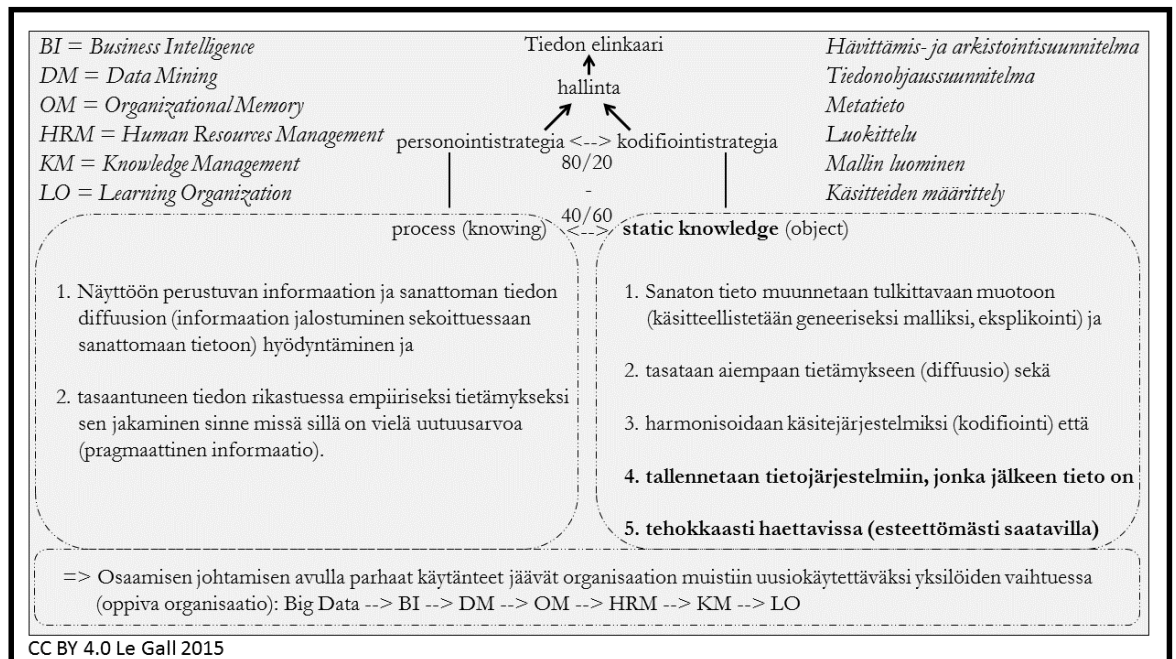 BI = Business Intelligence
DM = Data Mining
OM = Organizational Memory
HRM = Human Resources Management
KM = Knowledge Management
LO = Learning Organization
Tiedon elinkaari
hallinta
personointistrategia <--> kodifiointistrategia
80/20
-
40/60
<-->
Hävittämis- ja arkistointisuunnitelma
Tiedonohjaussuunnitelma
Metatieto
Luokittelu
Mallin luominen
Käsitteiden määrittely
process (knowing)
1. Näyttöön perustuvan informaation ja sanattoman tiedon
diffuusion (informaation jalostuminen sekoittuessaan
sanattomaan tietoon) hyödyntäminen ja
2. tasaantuneen tiedon rikastuessa empiiriseksi tietämykseksi
sen jakaminen sinne missä sillä on vielä uutuusarvoa
(pragmaattinen informaatio).
static knowledge (object)
1. Sanaton tieto muunnetaan tulkittavaan muotoon
(käsitteellistetään geneeriseksi malliksi, eksplikointi) ja
2. tasataan aiempaan tietämykseen (diffuusio) sekä
3. harmonisoidaan käsitejärjestelmiksi (kodifiointi) että
4. tallennetaan tietojärjestelmiin, jonka jälkeen tieto on
5. tehokkaasti haettavissa (esteettömästi saatavilla)
=> Osaamisen johtamisen avulla parhaat käytänteet jäävät organisaation muistiin uusiokäytettäväksi yksilöiden vaihtuessa
(oppiva organisaatio): Big Data --> BI --> DM --> OM --> HRM --> KM --> LO
CC BY 4.0 Le Gall 2015